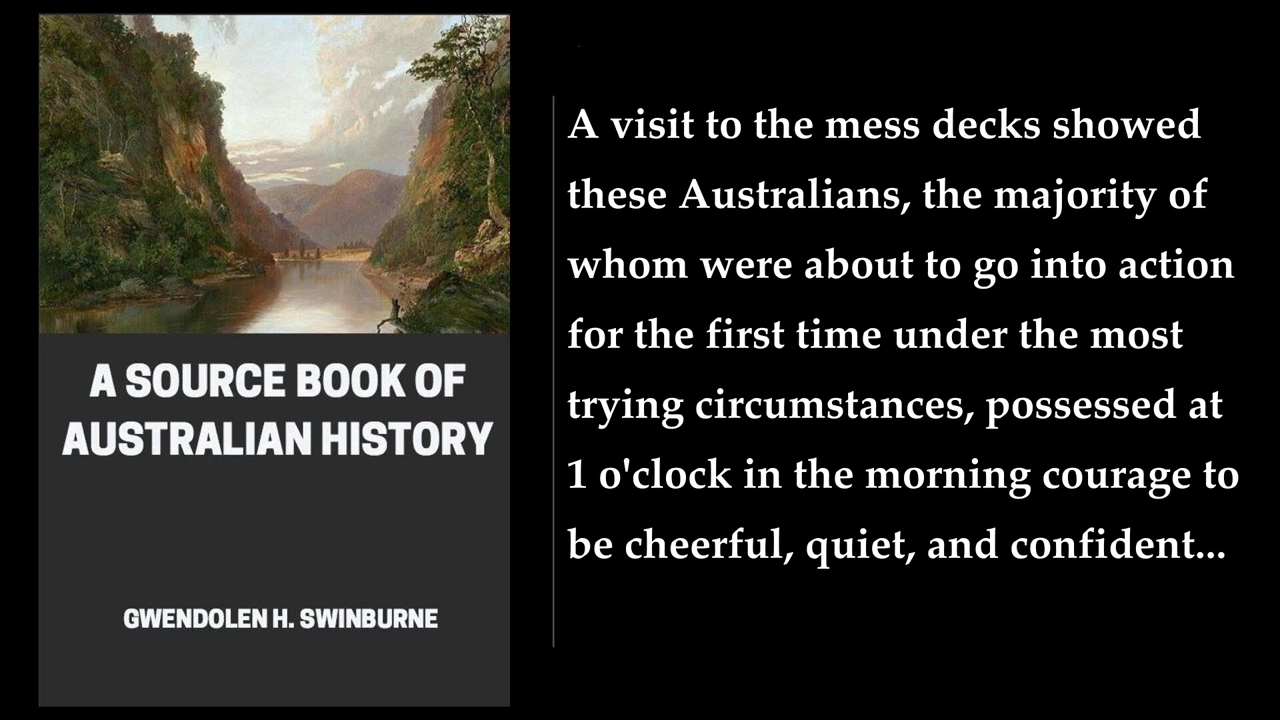 A SOURCE BOOK OF
AUSTRALIAN HISTORY
GWENDOLEN H. SWINBURNE
A visit to the mess decks showed
these Australians, the majority of
whom were about to go into action
for the first time under the most
trying circumstances, possessed at
1 o'clock in the morning courage to
be cheerful, quiet, and confident...